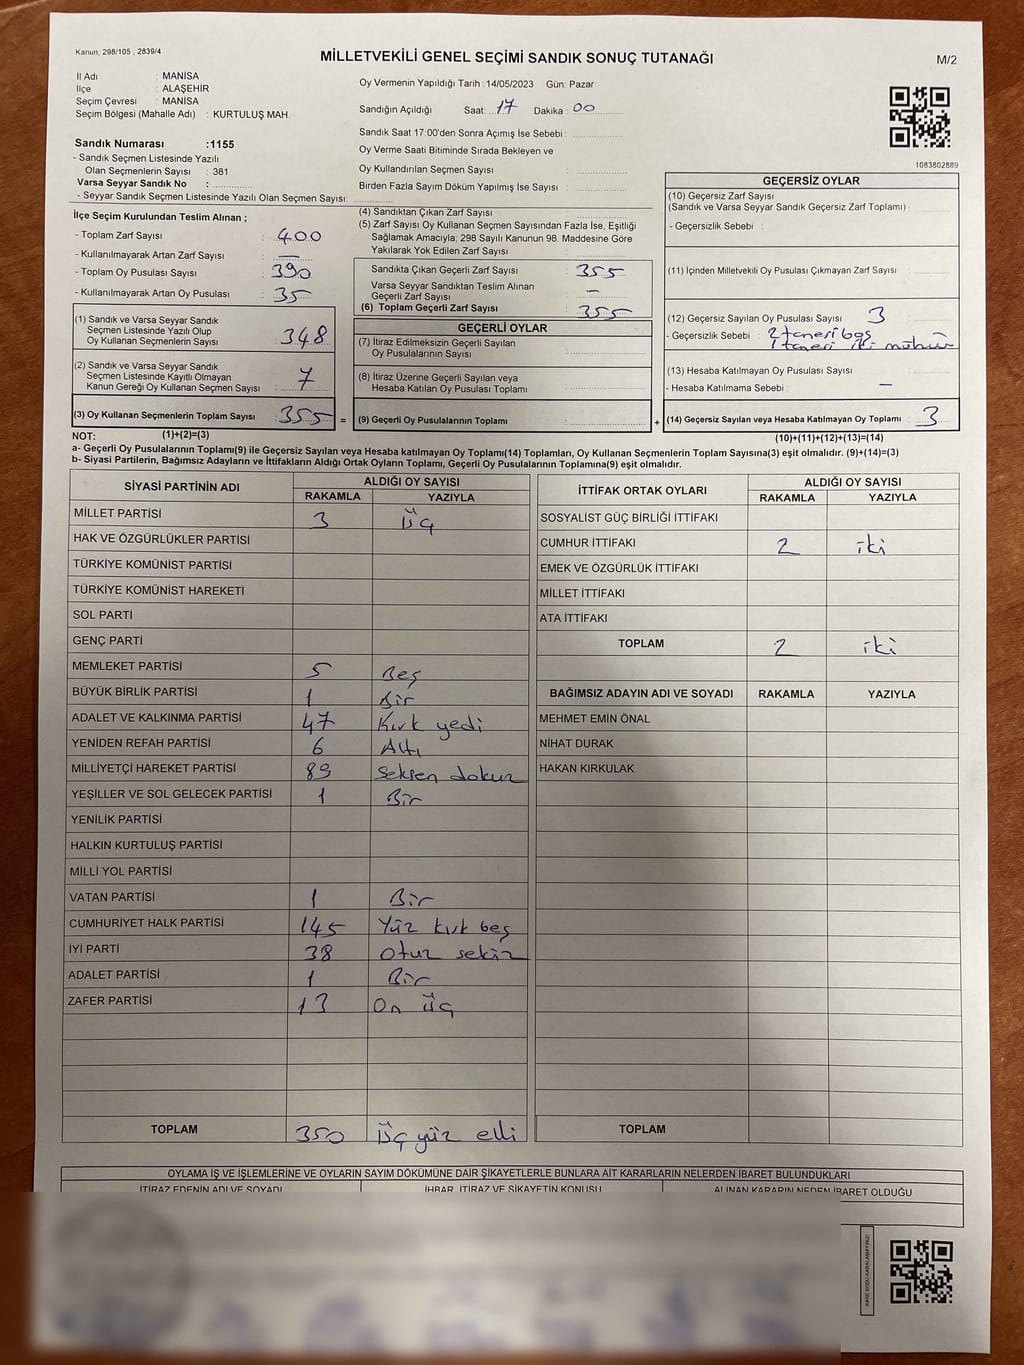 Kanun, 298/105 , 2839/4
MİLLETVEKİLİ GENEL SEÇİMİ SANDIK SONUÇ TUTANAĞI
M/2
İl Adı : MANİSA
İlçe : ALAŞEHİR
Seçim Çevresi : MANİSA
Seçim Bölgesi (Mahalle Adı) : KURTULUŞ MAH.
Sandık Numarası :1155
- Sandık Seçmen Listesinde Yazılı
Olan Seçmenlerin Sayısı : 381
Varsa Seyyar Sandık No :
- Seyyar Sandık Seçmen Listesinde Yazılı Olan Seçmen Sayısı:
Oy Vermenin Yapıldığı Tarih : 14/05/2023 Gün: Pazar
Sandığın Açıldığı Saat: 17 Dakika : 00
Sandık Saat 17:00'den Sonra Açımış İse Sebebi :
Oy Verme Saati Bitiminde Sırada Bekleyen ve
Oy Kullandırılan Seçmen Sayısı :
Birden Fazla Sayım Döküm Yapılmış İse Sayısı :
1083802889
İlçe Seçim Kurulundan Teslim Alınan ;
- Toplam Zarf Sayısı : 400
- Kullanılmayarak Artan Zarf Sayısı : —
- Toplam Oy Pusulası Sayısı : 390
- Kullanılmayarak Artan Oy Pusulası : 35
(1) Sandık ve Varsa Seyyar Sandık
Seçmen Listesinde Yazılı Olup
Oy Kullanan Seçmenlerin Sayısı : 348
(2) Sandık ve Varsa Seyyar Sandık
Seçmen Listesinde Kayıtlı Olmayan
Kanun Gereği Oy Kullanan Seçmen Sayısı : 7
(3) Oy Kullanan Seçmenlerin Toplam Sayısı : 355 =
(1)+(2)=(3)
(4) Sandıktan Çıkan Zarf Sayısı :
(5) Zarf Sayısı Oy Kullanan Seçmen Sayısından Fazla İse, Eşitliği
Sağlamak Amacıyla; 298 Sayılı Kanunun 98. Maddesine Göre
Yakılarak Yok Edilen Zarf Sayısı :
Sandıkta Çıkan Geçerli Zarf Sayısı : 355
Varsa Seyyar Sandıktan Teslim Alınan
Geçerli Zarf Sayısı : —
(6) Toplam Geçerli Zarf Sayısı : 355
GEÇERLİ OYLAR
(7) İtiraz Edilmeksizin Geçerli Sayılan
Oy Pusulalarının Sayısı :
(8) İtiraz Üzerine Geçerli Sayılan veya
Hesaba Katılan Oy Pusulası Toplamı :
(9) Geçerli Oy Pusulalarının Toplamı : +
GEÇERSİZ OYLAR
(10) Geçersiz Zarf Sayısı
(Sandık ve Varsa Seyyar Sandık Geçersiz Zarf Toplamı) :
- Geçersizlik Sebebi :
(11) İçinden Milletvekili Oy Pusulası Çıkmayan Zarf Sayısı :
(12) Geçersiz Sayılan Oy Pusulası Sayısı : 3
- Geçersizlik Sebebi : 2 taneri boş
1 taneri iki mühür
(13) Hesaba Katılmayan Oy Pusulası Sayısı :
- Hesaba Katılmama Sebebi : —
(14) Geçersiz Sayılan veya Hesaba Katılmayan Oy Toplamı : 3
(10)+(11)+(12)+(13)=(14)
NOT:
a- Geçerli Oy Pusulalarının Toplamı(9) ile Geçersiz Sayılan veya Hesaba Katılmayan oy Toplamı(14) Toplamları, Oy Kullanan Seçmenlerin Toplam Sayısına(3) eşit olmalıdır. (9)+(14)=(3)
b- Siyasi Partilerin, Bağımsız Adayların ve İttifakların Aldığı Ortak Oyların Toplamı, Geçerli Oy Pusulalarının Toplamına(9) eşit olmalıdır.
SİYASİ PARTİNİN ADI ALDIĞI OY SAYISI
RAKAMLA YAZIYLA
MİLLET PARTİSİ 3 üç
HAK VE ÖZGÜRLÜKLER PARTİSİ
TÜRKİYE KOMÜNİST PARTİSİ
TÜRKİYE KOMÜNİST HAREKETİ
SOL PARTİ
GENÇ PARTİ
MEMLEKET PARTİSİ 5 Beş
BÜYÜK BİRLİK PARTİSİ 1 Bir
ADALET VE KALKINMA PARTİSİ 47 Kırk yedi
YENİDEN REFAH PARTİSİ 6 Altı
MİLLİYETÇİ HAREKET PARTİSİ 89 Seksen dokuz
YEŞİLLER VE SOL GELECEK PARTİSİ 1 Bir
YENİLİK PARTİSİ
HALKIN KURTULUŞ PARTİSİ
MİLLİ YOL PARTİSİ
VATAN PARTİSİ 1 Bir
CUMHURİYET HALK PARTİSİ 145 Yüz kırk beş
İYİ PARTİ 38 Otuz sekiz
ADALET PARTİSİ 1 Bir
ZAFER PARTİSİ 13 On üç
TOPLAM 350 üç yüz elli
İTTİFAK ORTAK OYLARI ALDIĞI OY SAYISI
RAKAMLA YAZIYLA
SOSYALİST GÜÇ BİRLİĞİ İTTİFAKI
CUMHUR İTTİFAKI 2 iki
EMEK VE ÖZGÜRLÜK İTTİFAKI
MİLLET İTTİFAKI
ATA İTTİFAKI
TOPLAM 2 iki
BAĞIMSIZ ADAYIN ADI VE SOYADI RAKAMLA YAZIYLA
MEHMET EMİN ÖNAL
NİHAT DURAK
HAKAN KIRKULAK
TOPLAM
OYLAMA İŞ VE İŞLEMLERİNE VE OYLARIN SAYIM DÖKÜMÜNE DAİR ŞİKAYETLERLE BUNLARA AİT KARARLARIN NELERDEN İBARET BULUNDUKLARI
İTİRAZ EDENİN ADI VE SOYADI İHBAR, İTİRAZ VE ŞİKAYETİN KONUSU ALINAN KARARIN NEDEN İBARET OLDUĞU